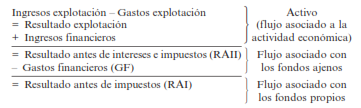 Ingresos explotación – Gastos explotación
= Resultado explotación
+ Ingresos financieros
Activo
(flujo asociado a la
actividad económica)
= Resultado antes de intereses e impuestos (RAII)
– Gastos financieros (GF)
Flujo asociado con
los fondos ajenos
= Resultado antes de impuestos (RAI)
Flujo asociado con
los fondos propios